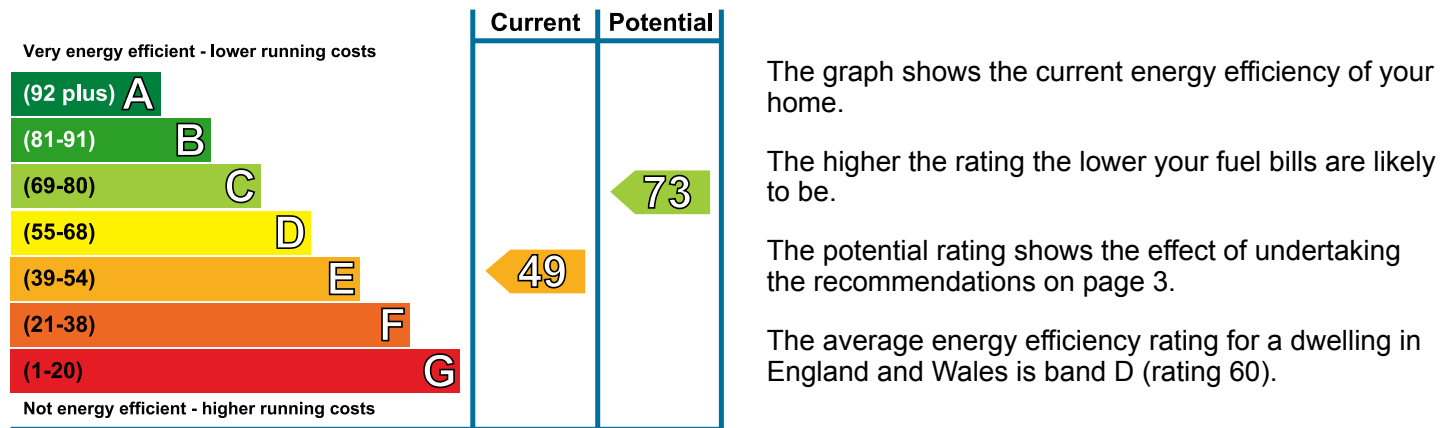 Current Potential
Very energy efficient - lower running costs
(92 plus) A
(81-91) B
(69-80) C
73
(55-68) D
(39-54) E
49
(21-38) F
(1-20) G
Not energy efficient - higher running costs
The graph shows the current energy efficiency of your
home.
The higher the rating the lower your fuel bills are likely
to be.
The potential rating shows the effect of undertaking
the recommendations on page 3.
The average energy efficiency rating for a dwelling in
England and Wales is band D (rating 60).